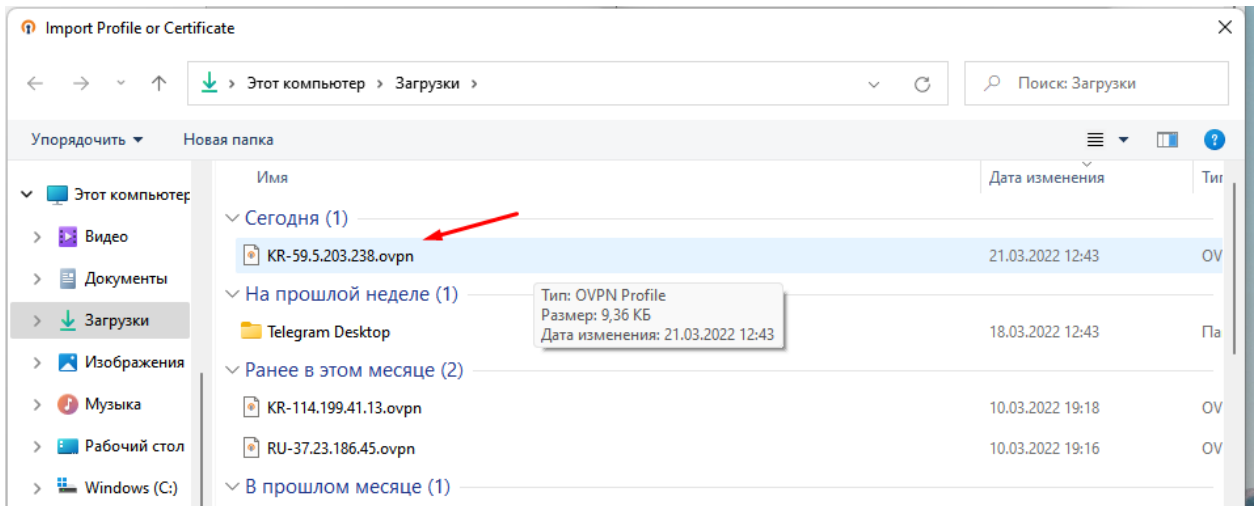 Import Profile or Certificate
Этот компьютер > Загрузки >
Поиск: Загрузки
Упорядочить
Новая папка
Имя
Дата изменения
Тип
Этот компьютер
Видео
Документы
Загрузки
Изображения
Музыка
Рабочий стол
Windows (C:)
Сегодня (1)
KR-59.5.203.238.ovpn 21.03.2022 12:43 OV
На прошлой неделе (1)
Тип: OVPN Profile
Размер: 9,36 КБ
Дата изменения: 21.03.2022 12:43
Telegram Desktop 18.03.2022 12:43 Па
Ранее в этом месяце (2)
KR-114.199.41.13.ovpn 10.03.2022 19:18 OV
RU-37.23.186.45.ovpn 10.03.2022 19:16 OV
В прошлом месяце (1)